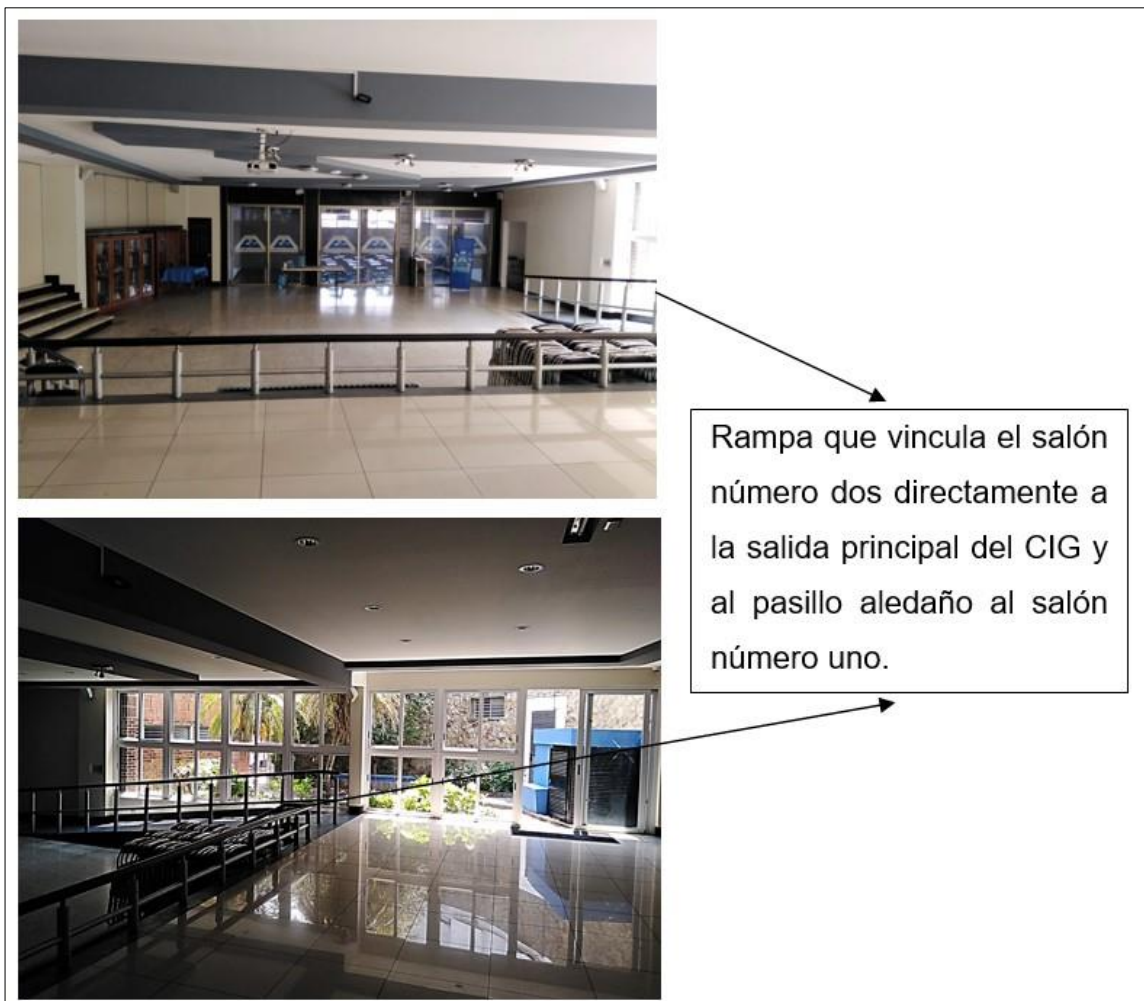 Rampa que vincula el salón
número dos directamente a
la salida principal del CIG y
al pasillo aledaño al salón
número uno.